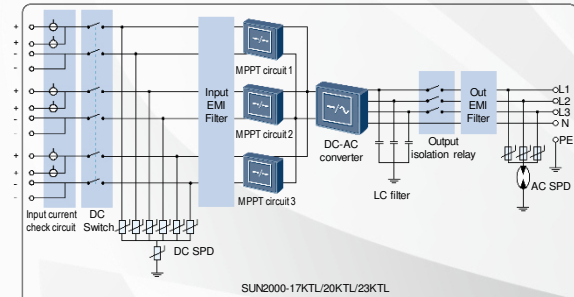 +
+
-
-
+
+
-
-
+
+
-
-
Input current
check circuit
DC
Switch
DC SPD
Input
EMI
Filter
MPPT circuit 1
MPPT circuit 2
MPPT circuit 3
DC-AC
converter
LC filter
Output
isolation relay
Out
EMI
Filter
L1
L2
L3
N
PE
AC SPD
SUN2000-17KTL/20KTL/23KTL